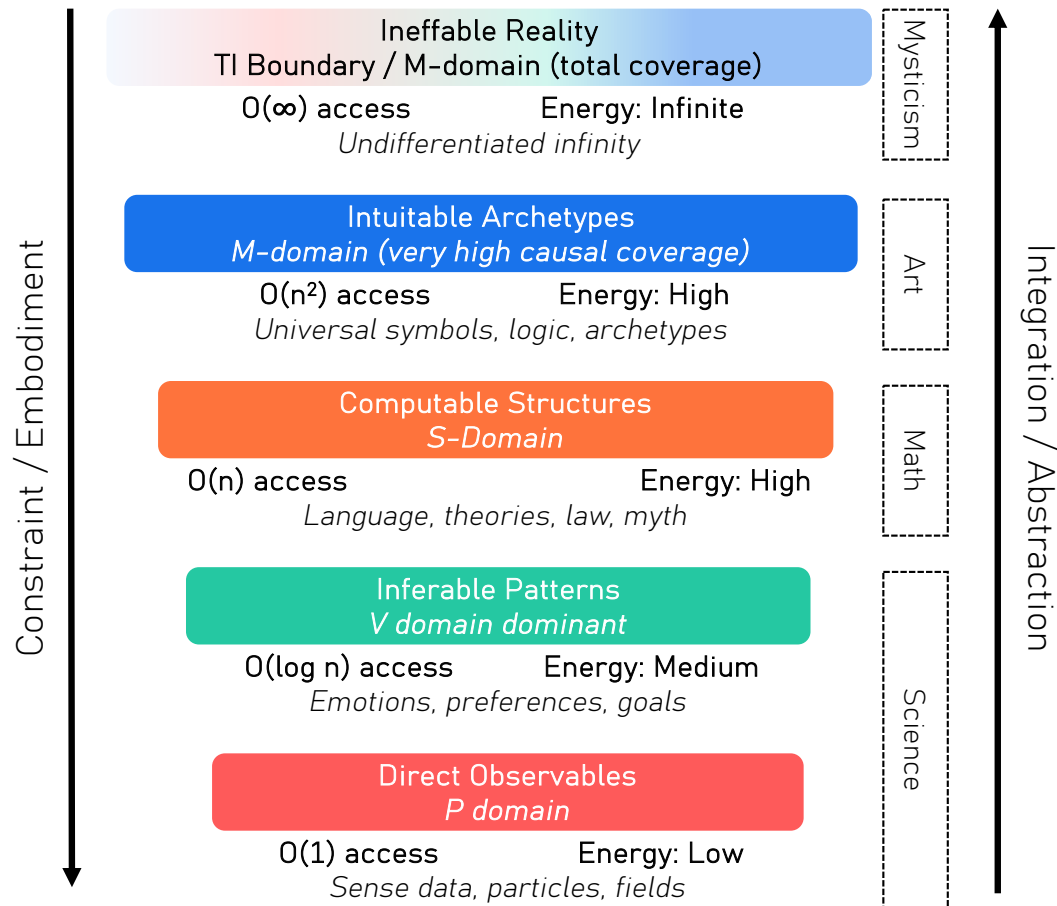 Ineffable Reality
TI Boundary / M-domain (total coverage)
O(∞) access Energy: Infinite
Undifferentiated infinity
Mysticism
Intuitable Archetypes
M-domain (very high causal coverage)
O(n²) access Energy: High
Universal symbols, logic, archetypes
Art
Computable Structures
S-Domain
O(n) access Energy: High
Language, theories, law, myth
Math
Inferable Patterns
V domain dominant
O(log n) access Energy: Medium
Emotions, preferences, goals
Direct Observables
P domain
O(1) access Energy: Low
Sense data, particles, fields
Science
Constraint / Embodiment
Integration / Abstraction